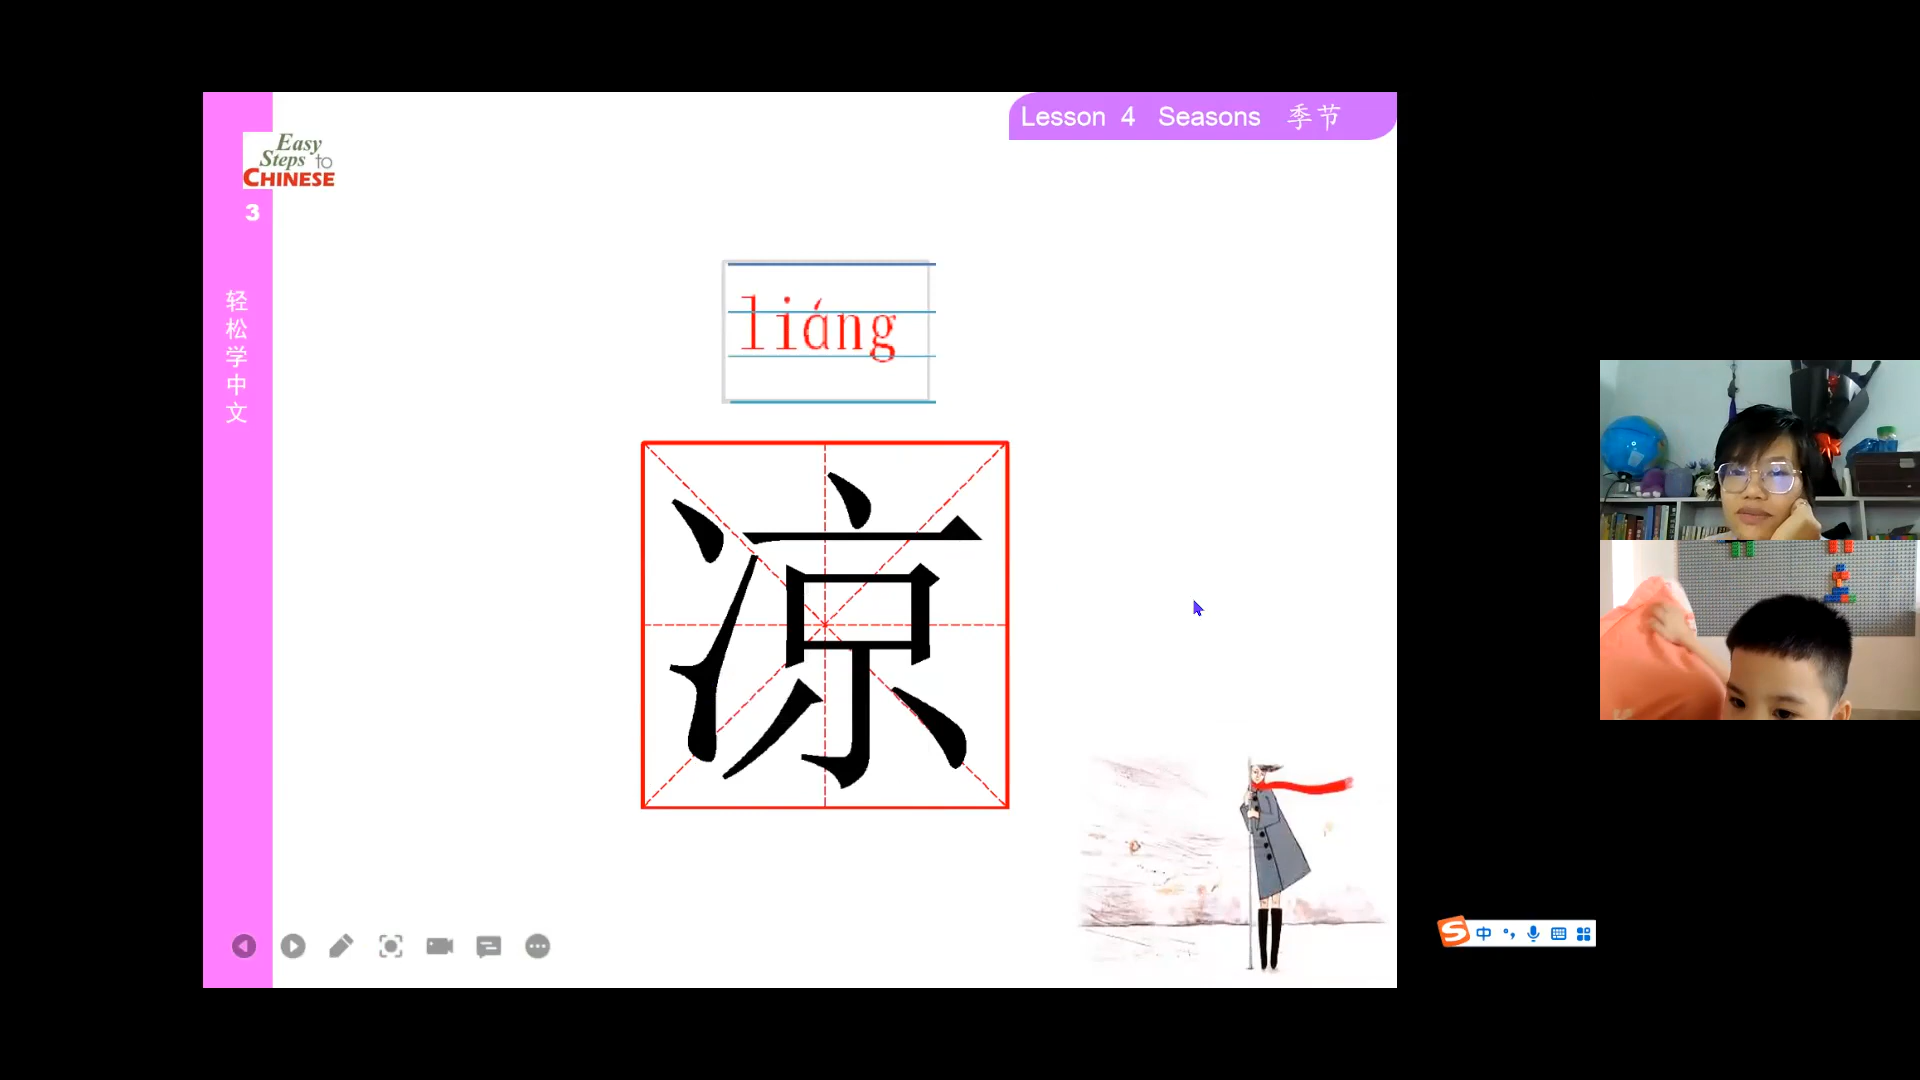 Lesson 4 Seasons 季节
Easy
Steps to
CHINESE
3
轻松学中文
liáng
凉
S 中